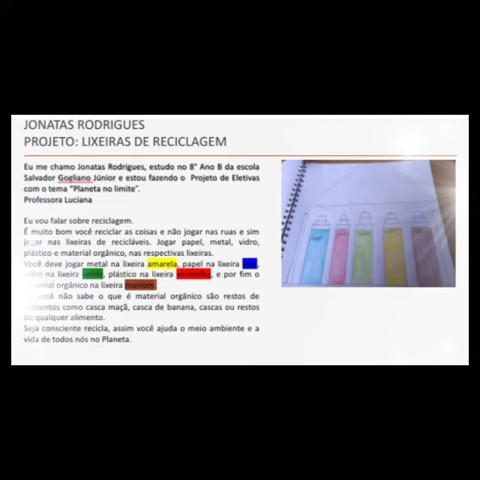 JONATAS RODRIGUES
PROJETO: LIXEIRAS DE RECICLAGEM
Eu me chamo Jonatas Rodrigues, estudo no 8° Ano B da escola
Salvador Gogliano Júnior e estou fazendo o Projeto de Eletivas
com o tema "Planeta no limite".
Professora Luciana
Eu vou falar sobre reciclagem.
É muito bom você reciclar as coisas e não jogar nas ruas e sim
jogar nas lixeiras de recicláveis. Jogar papel, metal, vidro,
plástico e material orgânico, nas respectivas lixeiras.
Você deve jogar metal na lixeira amarela, papel na lixeira
vidro na lixeira verde, plástico na lixeira vermelha, e por fim o
material orgânico na lixeira marrom.
você não sabe o que é material orgânico são restos de
alimentos como casca maçã, casca de banana, cascas ou restos
de qualquer alimento.
Seja consciente recicla, assim você ajuda o meio ambiente e a
vida de todos nós no Planeta.